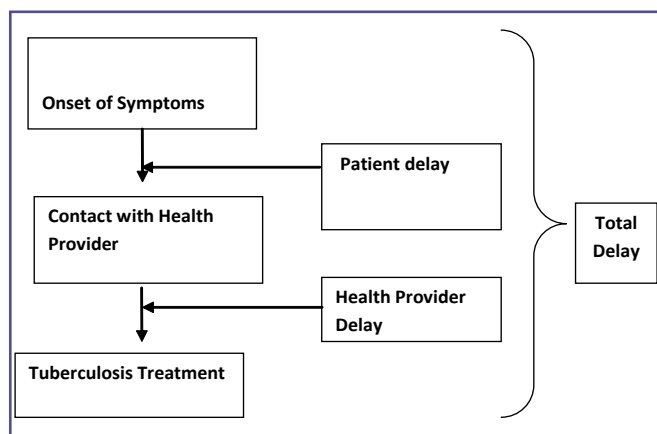 Onset of Symptoms
Patient delay
Contact with Health
Provider
Total
Delay
Health Provider
Delay
Tuberculosis Treatment